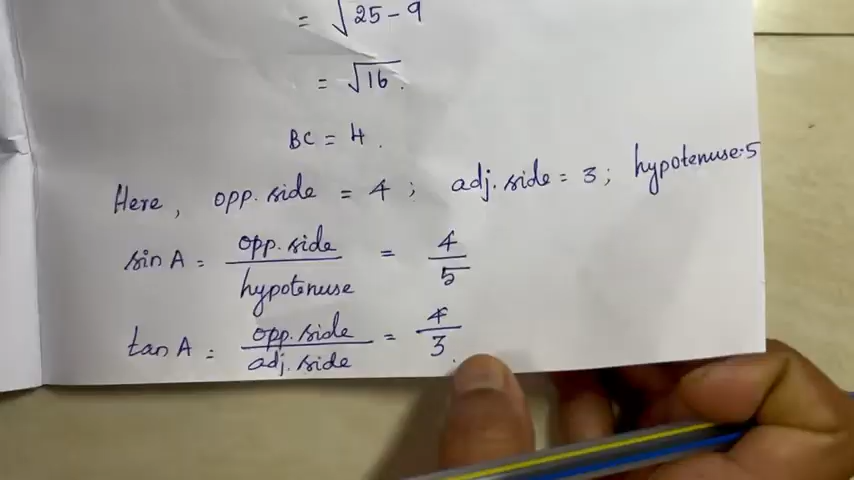 = √25 - 9
= √16.
BC = 4.
Here, opp. side = 4; adj. side = 3; hypotenuse=5
sin A = opp. side / hypotenuse = 4/5
tan A = opp. side / adj. side = 4/3.